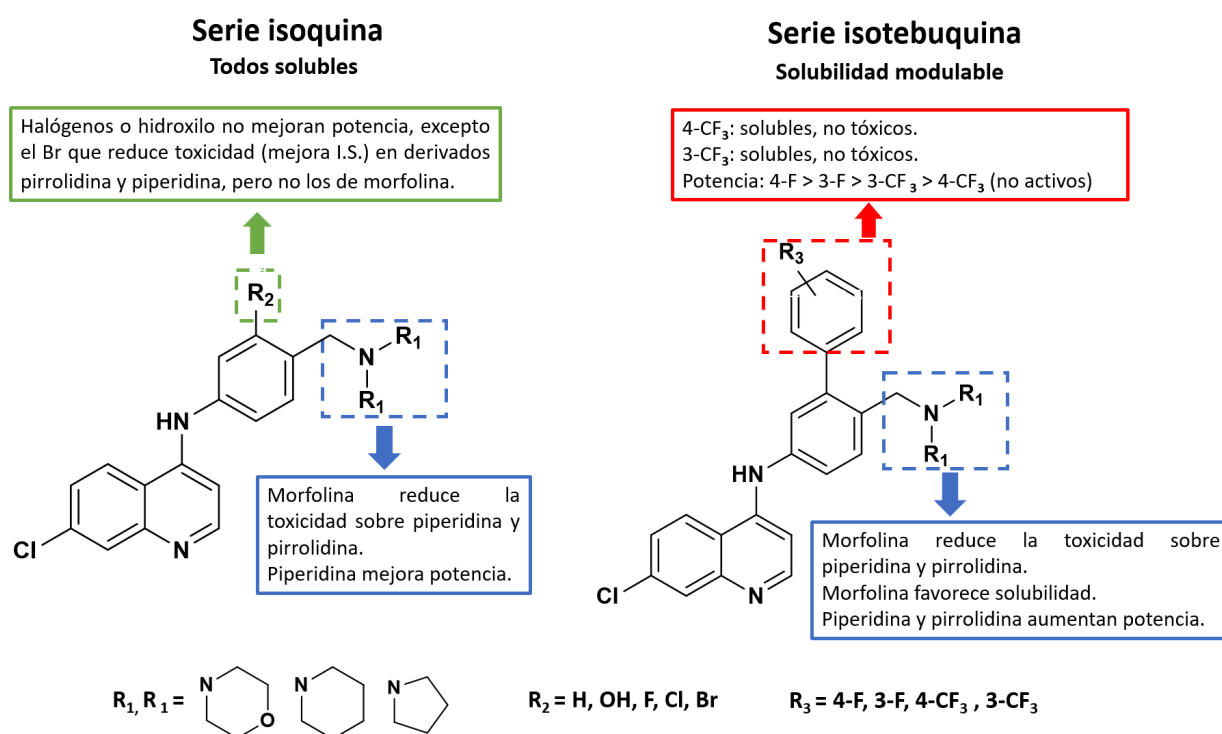 Serie isoquina
Todos solubles
Halógenos o hidroxilo no mejoran potencia, excepto
el Br que reduce toxicidad (mejora I.S.) en derivados
pirrolidina y piperidina, pero no los de morfolina.
R2
R1
N
R1
HN
Cl
N
Morfolina reduce la
toxicidad sobre piperidina y
pirrolidina.
Piperidina mejora potencia.
Serie isotebuquina
Solubilidad modulable
4-CF3: solubles, no tóxicos.
3-CF3: solubles, no tóxicos.
Potencia: 4-F > 3-F > 3-CF3 > 4-CF3 (no activos)
R3
R1
N
R1
HN
Cl
N
Morfolina reduce la toxicidad sobre
piperidina y pirrolidina.
Morfolina favorece solubilidad.
Piperidina y pirrolidina aumentan potencia.
R1, R1 = N O N N
R2 = H, OH, F, Cl, Br
R3 = 4-F, 3-F, 4-CF3 , 3-CF3